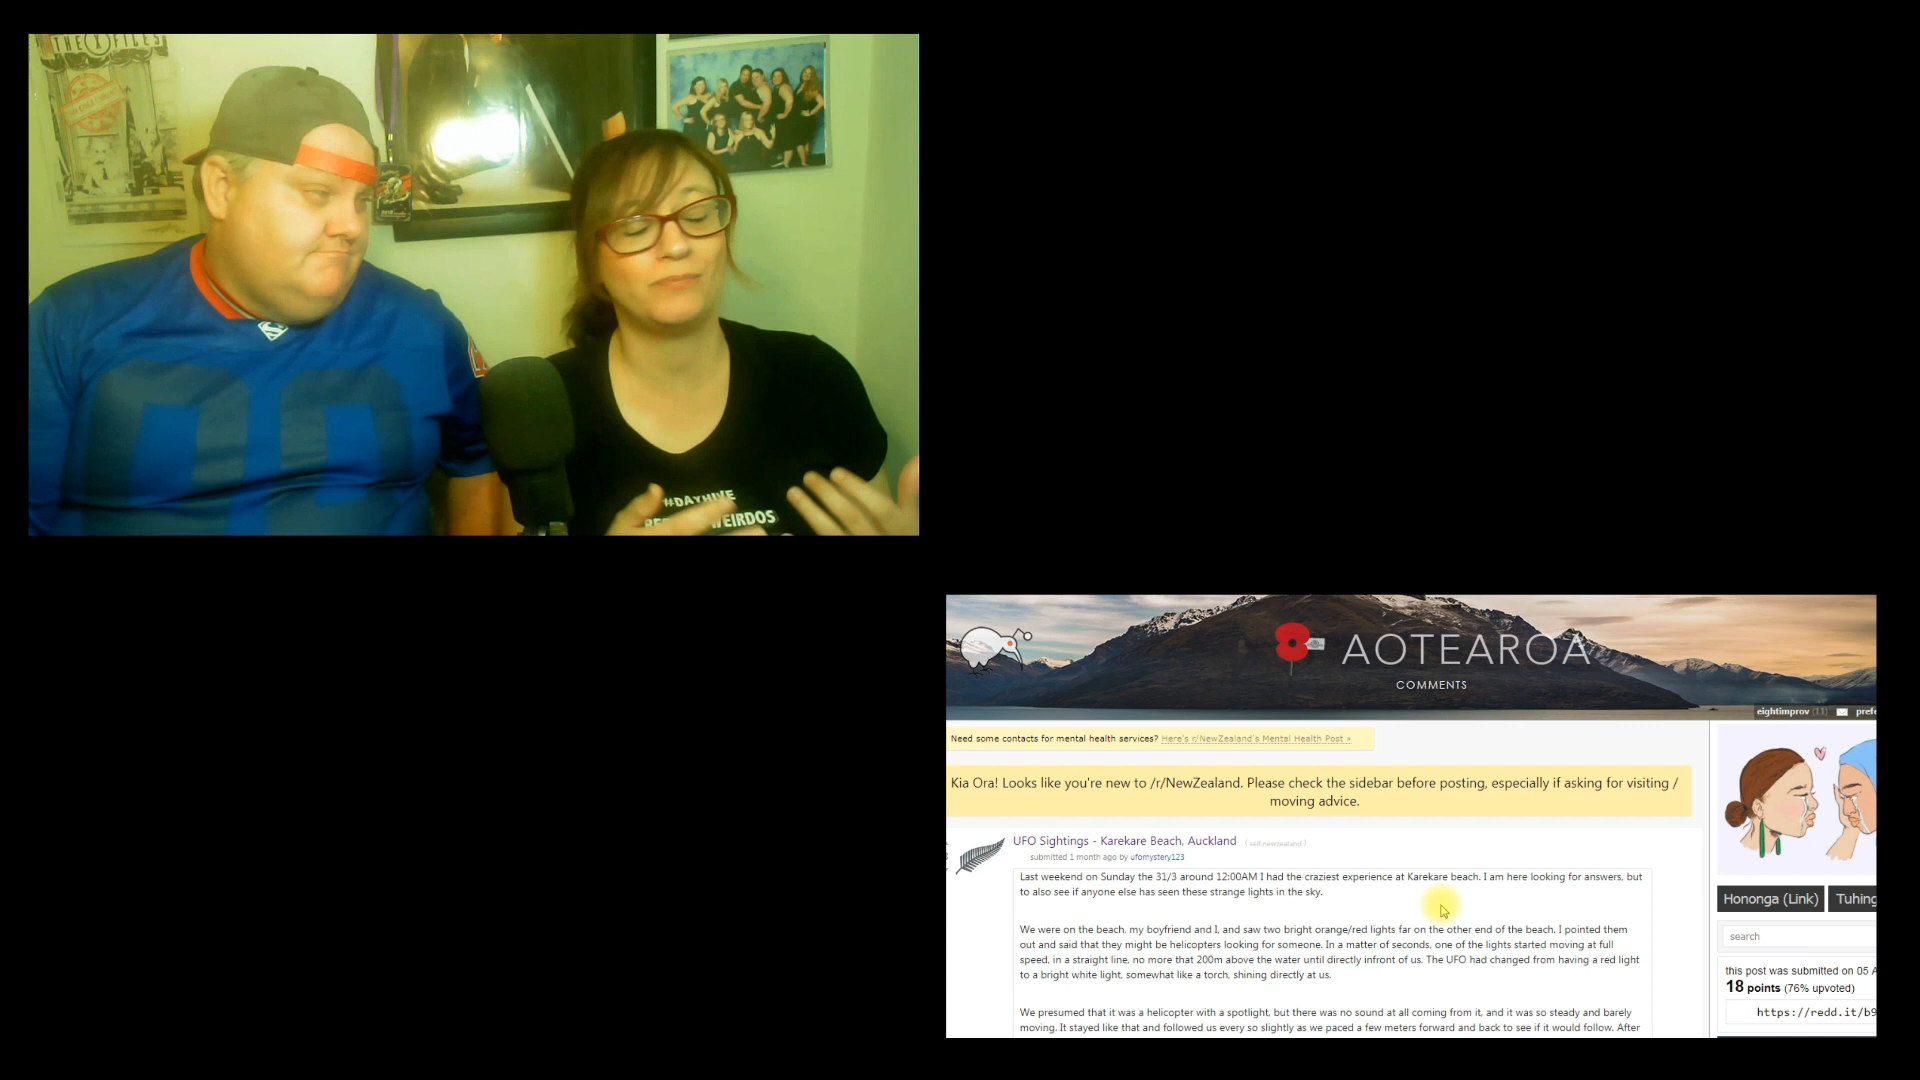 THE X FILES
#DAYHIVE
WEIRDOS
AOTEAROA
COMMENTS
eightimprov (11)
Need some contacts for mental health services? Here's r/NewZealand's Mental Health Post »
Kia Ora! Looks like you're new to /r/NewZealand. Please check the sidebar before posting, especially if asking for visiting /
moving advice.
UFO Sightings - Karekare Beach, Auckland (self.newzealand)
submitted 1 month ago by ufomystery123
Last weekend on Sunday the 31/3 around 12:00AM I had the craziest experience at Karekare beach. I am here looking for answers, but
to also see if anyone else has seen these strange lights in the sky.
We were on the beach, my boyfriend and I, and saw two bright orange/red lights far on the other end of the beach. I pointed them
out and said that they might be helicopters looking for someone. In a matter of seconds, one of the lights started moving at full
speed, in a straight line, no more that 200m above the water until directly infront of us. The UFO had changed from having a red light
to a bright white light, somewhat like a torch, shining directly at us.
We presumed that it was a helicopter with a spotlight, but there was no sound at all coming from it, and it was so steady and barely
moving. It stayed like that and followed us every so slightly as we paced a few meters forward and back to see if it would follow. After
Hononga (Link)
Tuhing
search
this post was submitted on 05 A
18 points (76% upvoted)
https://redd.it/b9